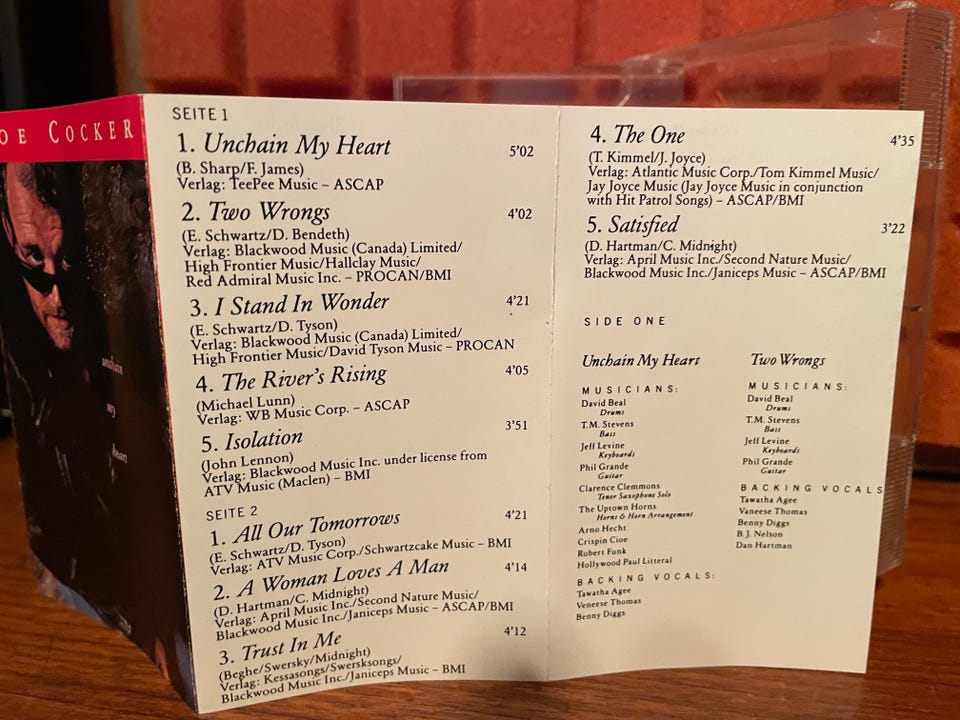 OE COCKER
unchain
my
heart
SEITE 1
1. Unchain My Heart 5'02
(B. Sharp/F. James)
Verlag: TeePee Music – ASCAP
2. Two Wrongs 4'02
(E. Schwartz/D. Bendeth)
Verlag: Blackwood Music (Canada) Limited/
High Frontier Music/Hallclay Music/
Red Admiral Music Inc. – PROCAN/BMI
3. I Stand In Wonder 4'21
(E. Schwartz/D. Tyson)
Verlag: Blackwood Music (Canada) Limited/
High Frontier Music/David Tyson Music – PROCAN
4. The River's Rising 4'05
(Michael Lunn)
Verlag: WB Music Corp. – ASCAP
5. Isolation 3'51
(John Lennon)
Verlag: Blackwood Music Inc. under license from
ATV Music (Maclen) – BMI
SEITE 2
1. All Our Tomorrows 4'21
(E. Schwartz/D. Tyson)
Verlag: ATV Music Corp./Schwartzcake Music – BMI
2. A Woman Loves A Man 4'14
(D. Hartman/C. Midnight)
Verlag: April Music Inc./Second Nature Music/
Blackwood Music Inc./Janiceps Music – ASCAP/BMI
3. Trust In Me 4'12
(Beghe/Swersky/Midnight)
Verlag: Kessasongs/Swersksongs/
Blackwood Music Inc./Janiceps Music – BMI
4. The One 4'35
(T. Kimmel/J. Joyce)
Verlag: Atlantic Music Corp./Tom Kimmel Music/
Jay Joyce Music (Jay Joyce Music in conjunction
with Hit Patrol Songs) – ASCAP/BMI
5. Satisfied 3'22
(D. Hartman/C. Midnight)
Verlag: April Music Inc./Second Nature Music/
Blackwood Music Inc./Janiceps Music – ASCAP/BMI
SIDE ONE
Unchain My Heart
MUSICIANS:
David Beal
Drums
T.M. Stevens
Bass
Jeff Levine
Keyboards
Phil Grande
Guitar
Clarence Clemmons
Tenor Saxophone Solo
The Uptown Horns
Horns & Horn Arrangement
Arno Hecht
Crispin Cioe
Robert Funk
Hollywood Paul Litteral
BACKING VOCALS:
Tawatha Agee
Veneese Thomas
Benny Diggs
Two Wrongs
MUSICIANS:
David Beal
Drums
T.M. Stevens
Bass
Jeff Levine
Keyboards
Phil Grande
Guitar
BACKING VOCALS
Tawatha Agee
Vaneese Thomas
Benny Diggs
B.J. Nelson
Dan Hartman